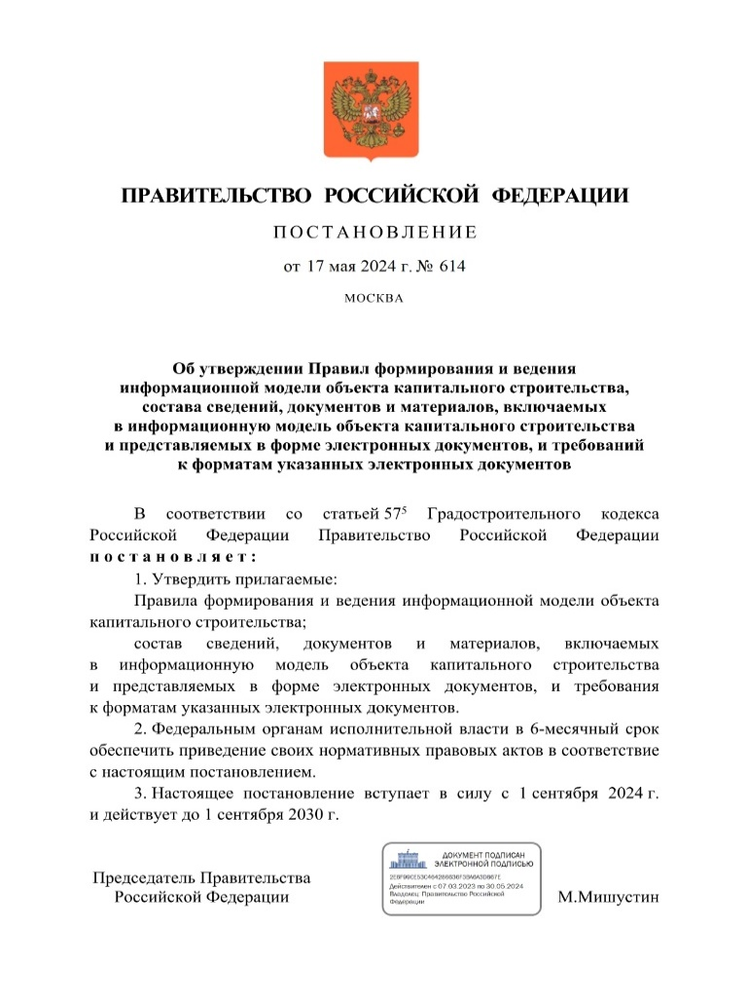 ПРАВИТЕЛЬСТВО РОССИЙСКОЙ ФЕДЕРАЦИИ
ПОСТАНОВЛЕНИЕ
от 17 мая 2024 г. № 614
МОСКВА
Об утверждении Правил формирования и ведения
информационной модели объекта капитального строительства,
состава сведений, документов и материалов, включаемых
в информационную модель объекта капитального строительства
и представляемых в форме электронных документов, и требований
к форматам указанных электронных документов
В соответствии со статьей 57⁵ Градостроительного кодекса
Российской Федерации Правительство Российской Федерации
постановляет:
1. Утвердить прилагаемые:
Правила формирования и ведения информационной модели объекта
капитального строительства;
состав сведений, документов и материалов, включаемых
в информационную модель объекта капитального строительства
и представляемых в форме электронных документов, и требования
к форматам указанных электронных документов.
2. Федеральным органам исполнительной власти в 6-месячный срок
обеспечить приведение своих нормативных правовых актов в соответствие
с настоящим постановлением.
3. Настоящее постановление вступает в силу с 1 сентября 2024 г.
и действует до 1 сентября 2030 г.
ДОКУМЕНТ ПОДПИСАН
ЭЛЕКТРОННОЙ ПОДПИСЬЮ
Действителен с 07.03.2023 по 30.05.2024
Владелец: Правительство Российской
Федерации
Председатель Правительства
Российской Федерации
М.Мишустин